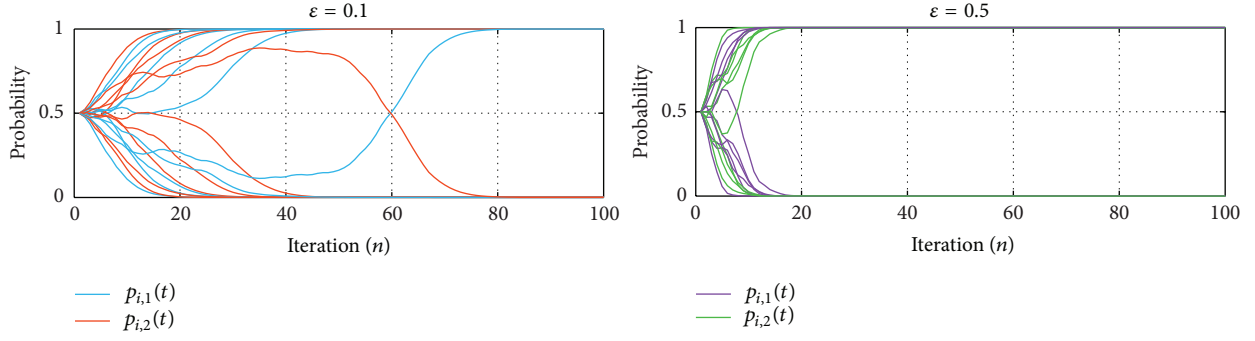 ε = 0.1
1
0.5
0
Probability
0 20 40 60 80 100
Iteration (n)
p_{i,1}(t)
p_{i,2}(t)
ε = 0.5
1
0.5
0
Probability
0 20 40 60 80 100
Iteration (n)
p_{i,1}(t)
p_{i,2}(t)